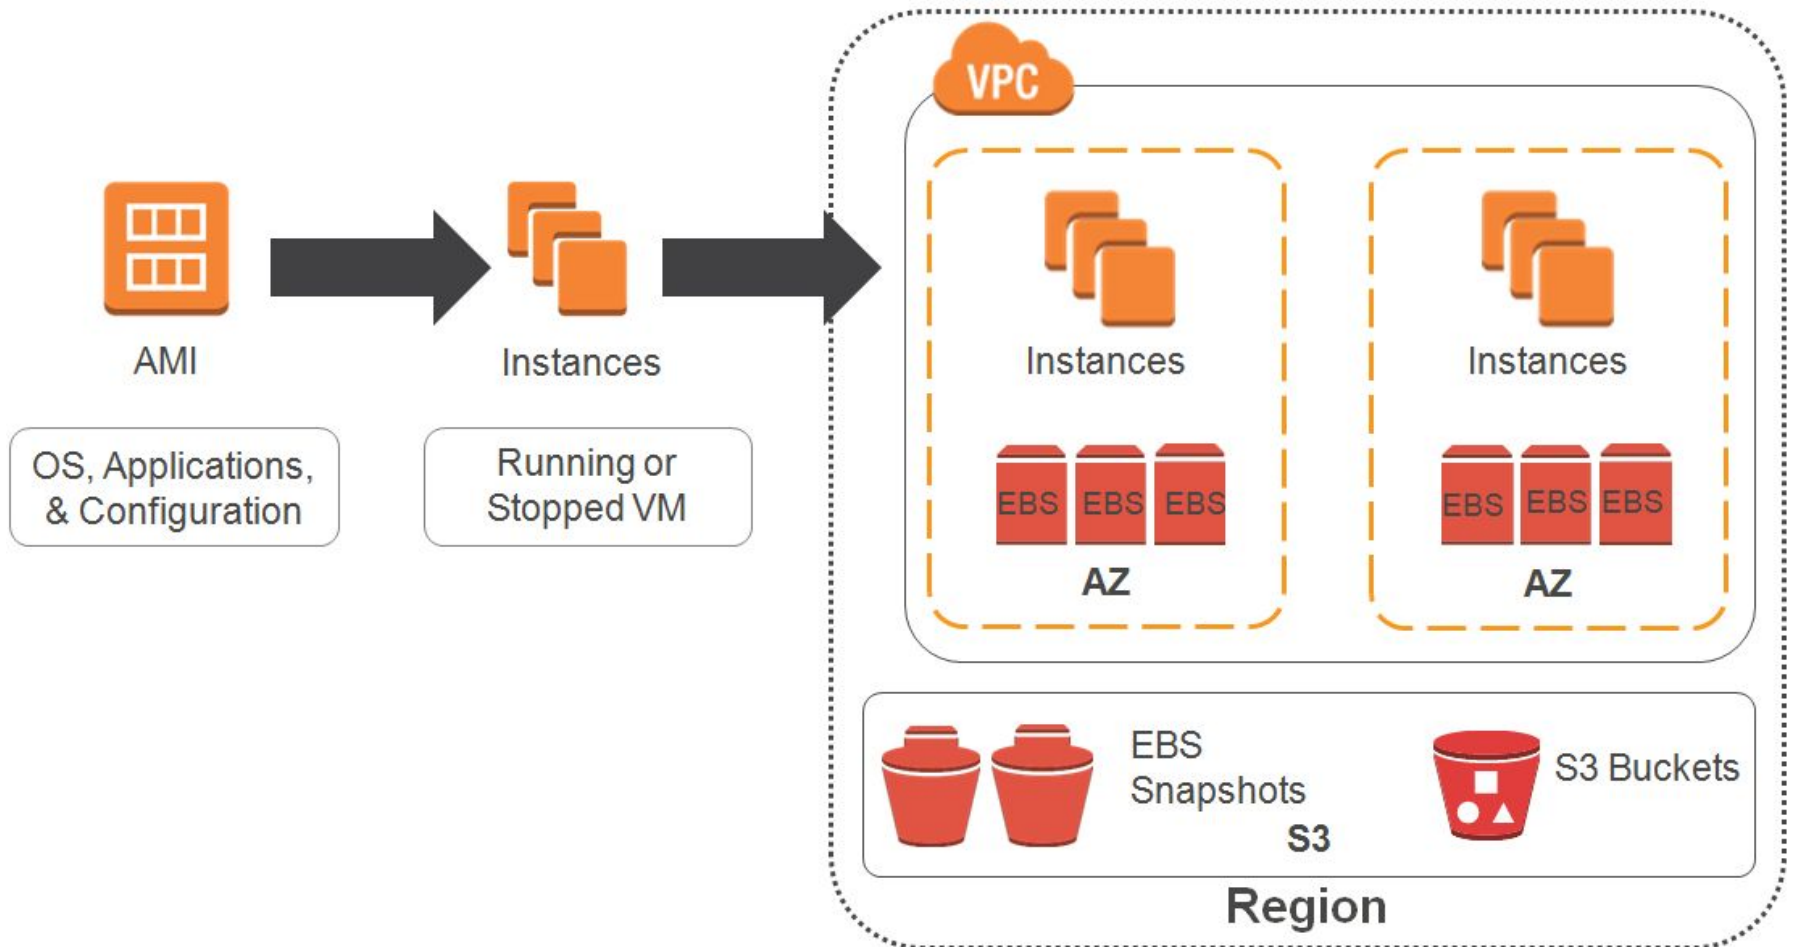 VPC
AMI
OS, Applications,
& Configuration
Instances
Running or
Stopped VM
Instances
EBS EBS EBS
AZ
Instances
EBS EBS EBS
AZ
EBS
Snapshots
S3
S3 Buckets
Region